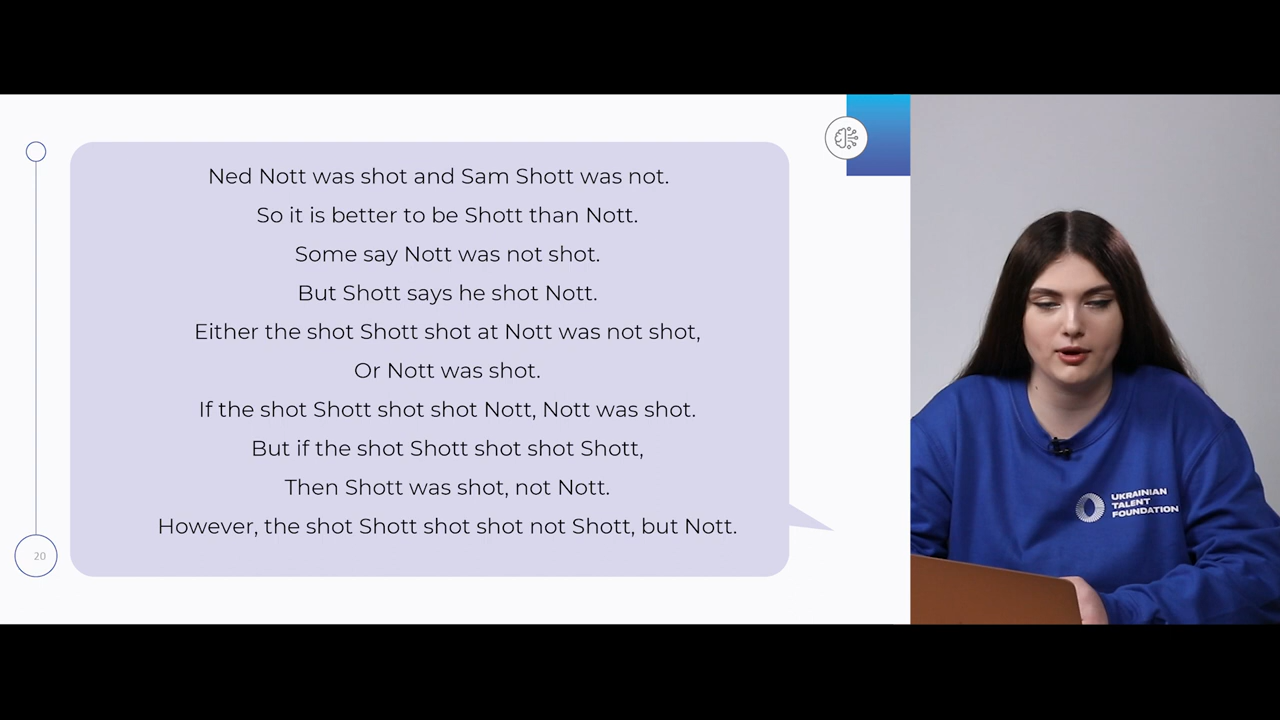 Ned Nott was shot and Sam Shott was not.
So it is better to be Shott than Nott.
Some say Nott was not shot.
But Shott says he shot Nott.
Either the shot Shott shot at Nott was not shot,
Or Nott was shot.
If the shot Shott shot shot Nott, Nott was shot.
But if the shot Shott shot shot Shott,
Then Shott was shot, not Nott.
However, the shot Shott shot shot not Shott, but Nott.
20
UKRAINIAN
TALENT
FOUNDATION